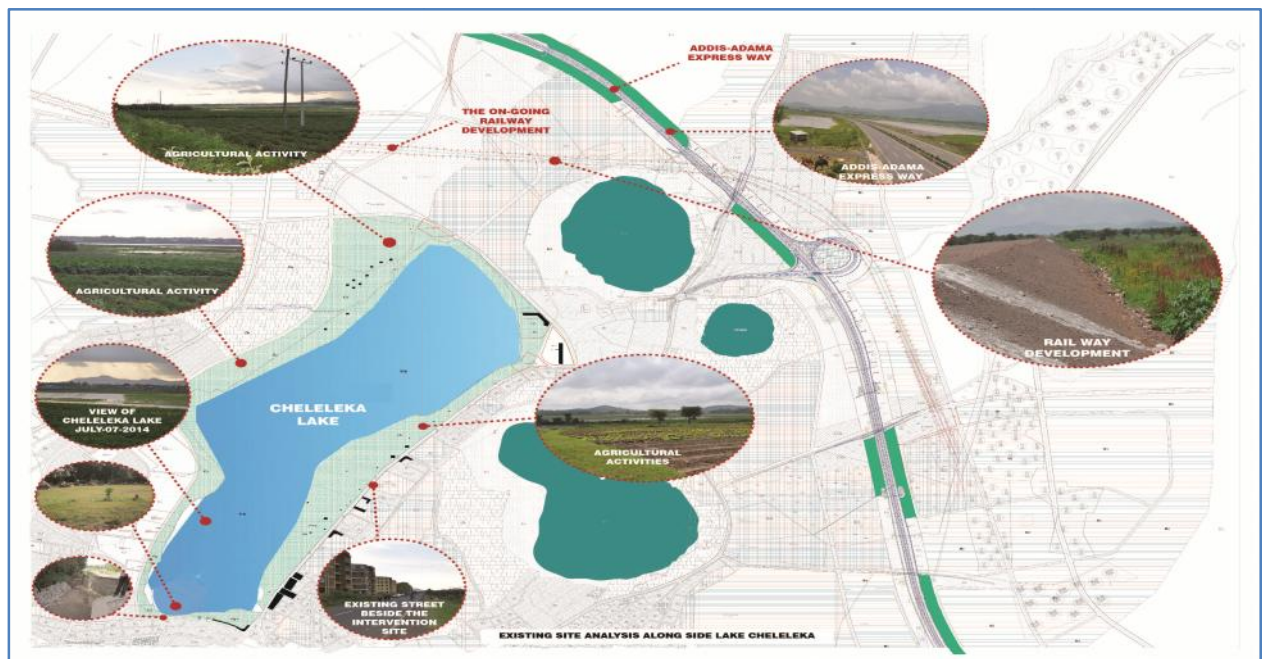 ADDIS-ADAMA
EXPRESS WAY
THE ON-GOING
RAILWAY
DEVELOPMENT
AGRICULTURAL ACTIVITY
ADDIS-ADAMA
EXPRESS WAY
AGRICULTURAL ACTIVITY
RAIL WAY
DEVELOPMENT
VIEW OF
CHELELEKA LAKE
JULY-07-2014
CHELELEKA
LAKE
AGRICULTURAL
ACTIVITIES
EXISTING STREET
BESIDE THE
INTERVENTION
SITE
EXISTING SITE ANALYSIS ALONG SIDE LAKE CHELELEKA